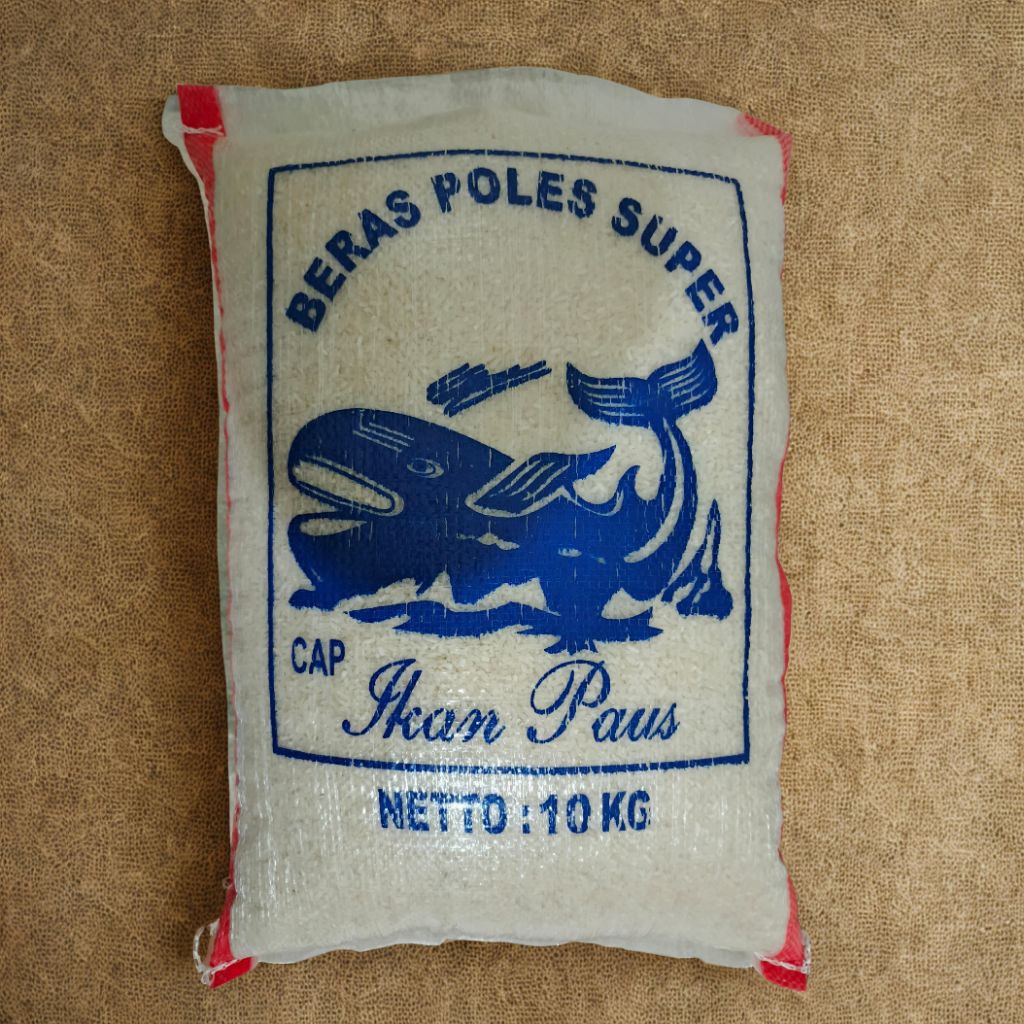 BERAS POLES SUPER
CAP
Ikan Paus
NETTO : 10 KG